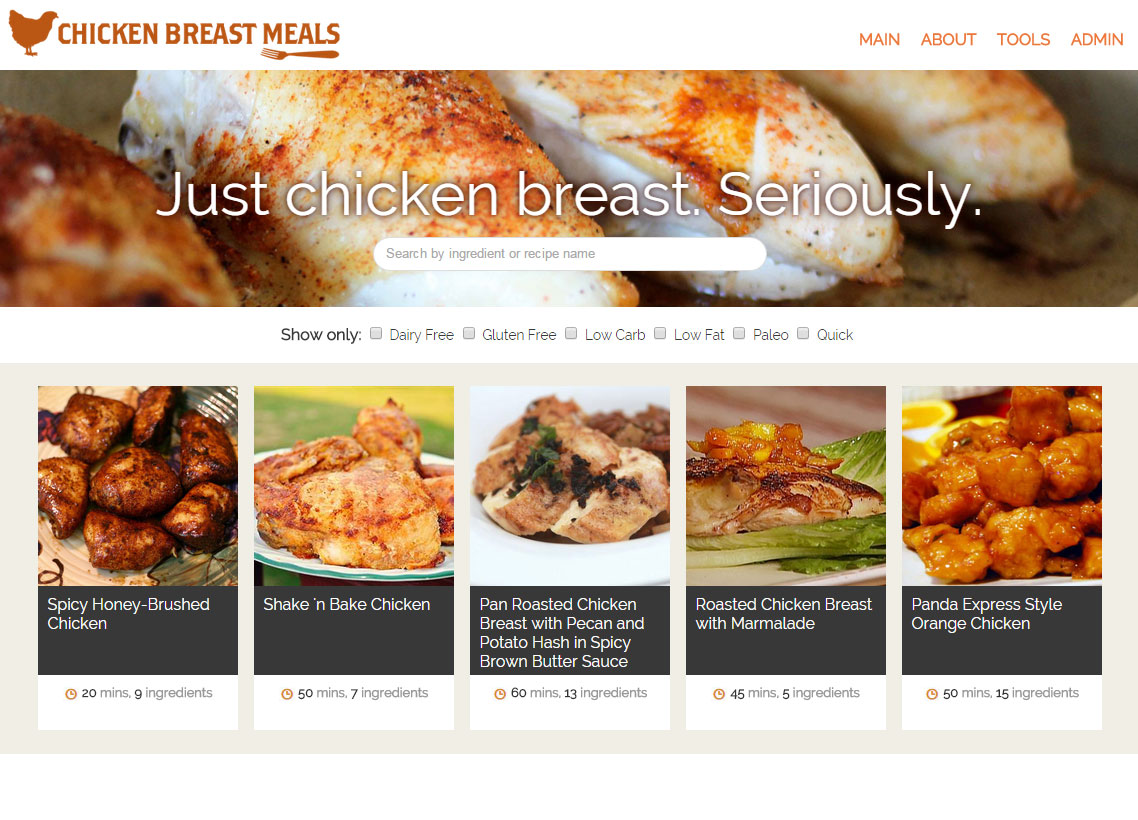 CHICKEN BREAST MEALS
MAIN ABOUT TOOLS ADMIN
Just chicken breast. Seriously.
Search by ingredient or recipe name
Show only: Dairy Free Gluten Free Low Carb Low Fat Paleo Quick
Spicy Honey-Brushed
Chicken
20 mins, 9 ingredients
Shake 'n Bake Chicken
50 mins, 7 ingredients
Pan Roasted Chicken
Breast with Pecan and
Potato Hash in Spicy
Brown Butter Sauce
60 mins, 13 ingredients
Roasted Chicken Breast
with Marmalade
45 mins, 5 ingredients
Panda Express Style
Orange Chicken
50 mins, 15 ingredients